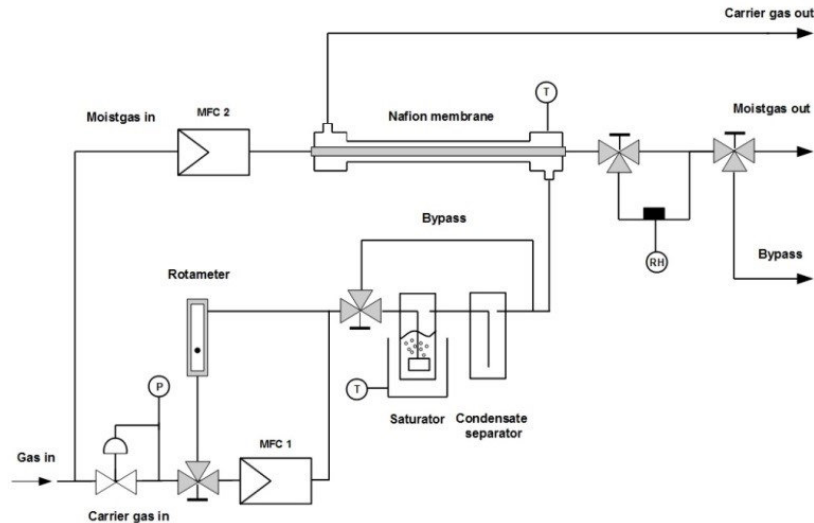 Carrier gas out
MFC 2
Moistgas in
Nafion membrane
T
Moistgas out
Bypass
RH
Bypass
Rotameter
P
T
Saturator
Condensate
separator
MFC 1
Gas in
Carrier gas in